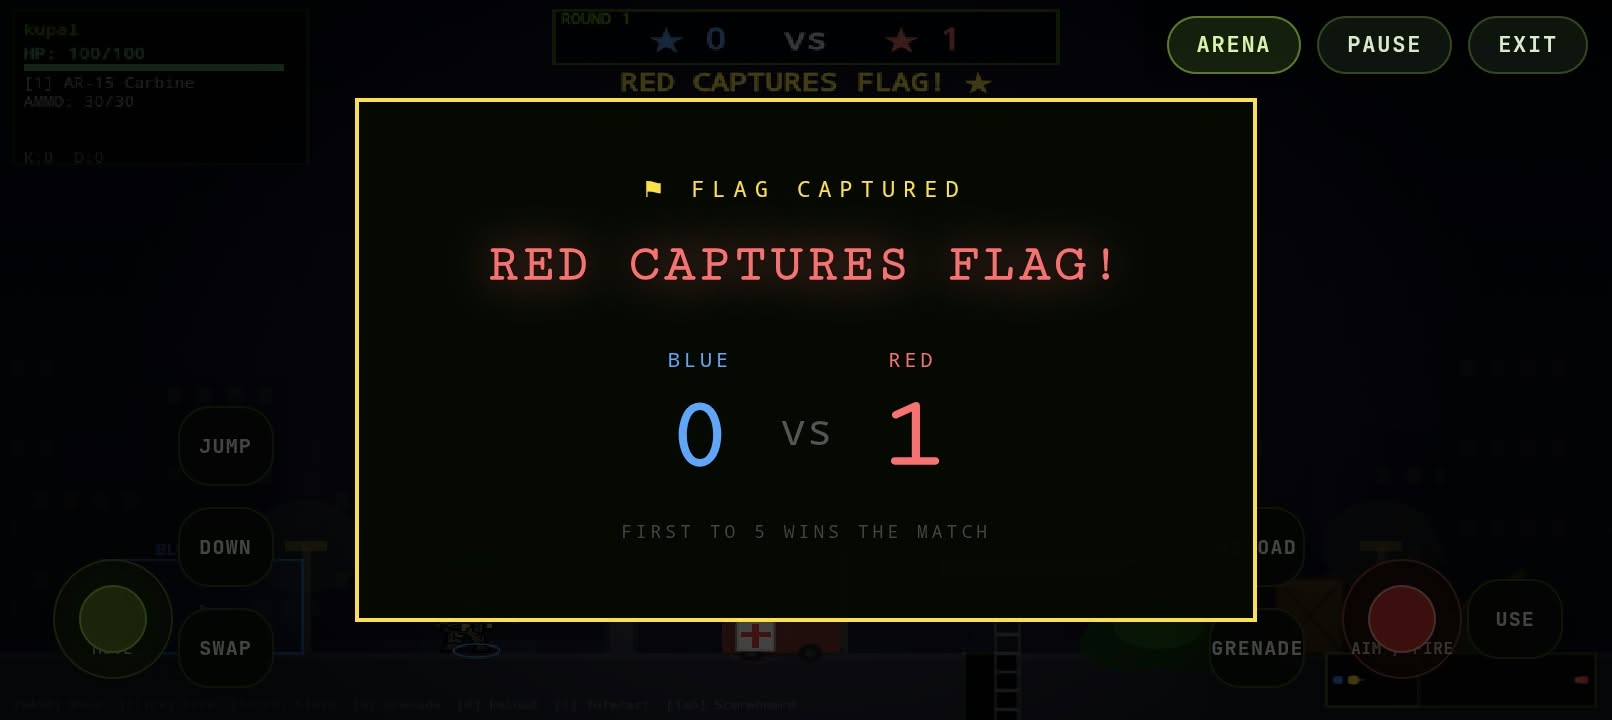 kupal
HP: 100/100
[1] AR-15 Carbine
AMMO: 30/30
K:0 D:0
ROUND 1
★ 0 VS ★ 1
RED CAPTURES FLAG! ★
ARENA
PAUSE
EXIT
⚑ FLAG CAPTURED
RED CAPTURES FLAG!
BLUE RED
0 VS 1
FIRST TO 5 WINS THE MATCH
JUMP
DOWN
SWAP
OAD
GRENADE
USE